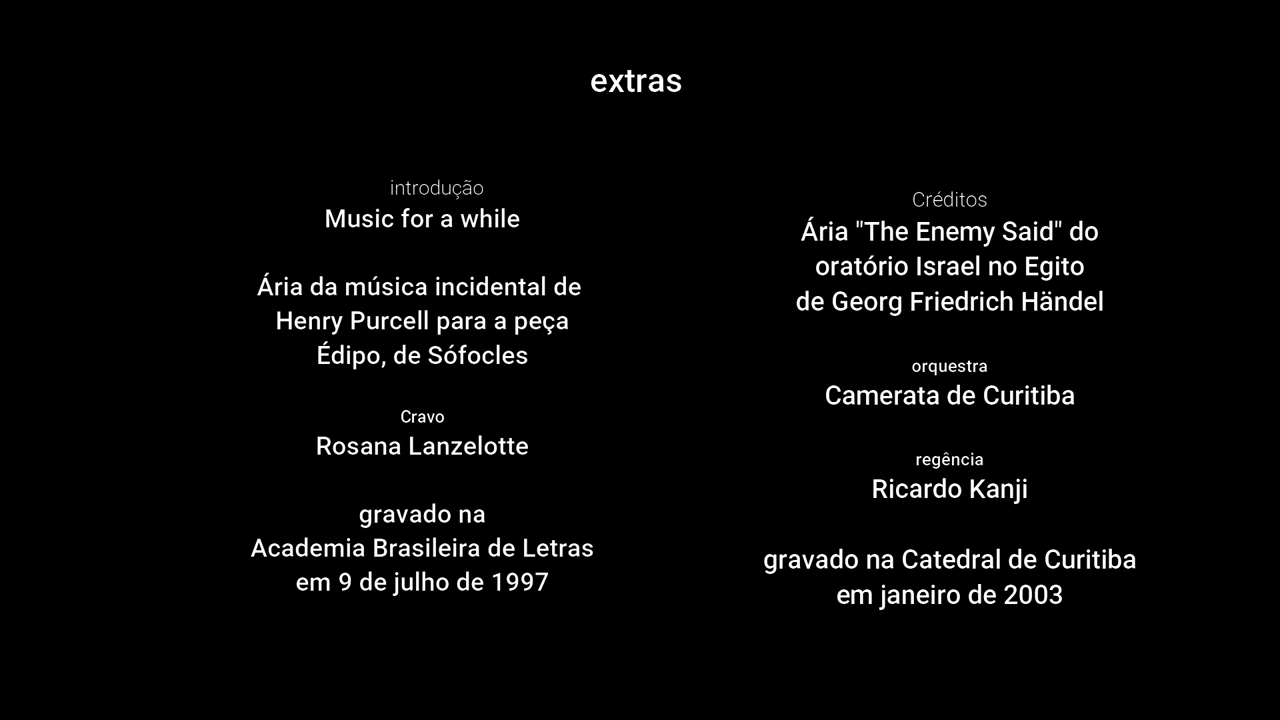 extras
introdução
Music for a while
Ária da música incidental de
Henry Purcell para a peça
Édipo, de Sófocles
Cravo
Rosana Lanzelotte
gravado na
Academia Brasileira de Letras
em 9 de julho de 1997
Créditos
Ária "The Enemy Said" do
oratório Israel no Egito
de Georg Friedrich Händel
orquestra
Camerata de Curitiba
regência
Ricardo Kanji
gravado na Catedral de Curitiba
em janeiro de 2003